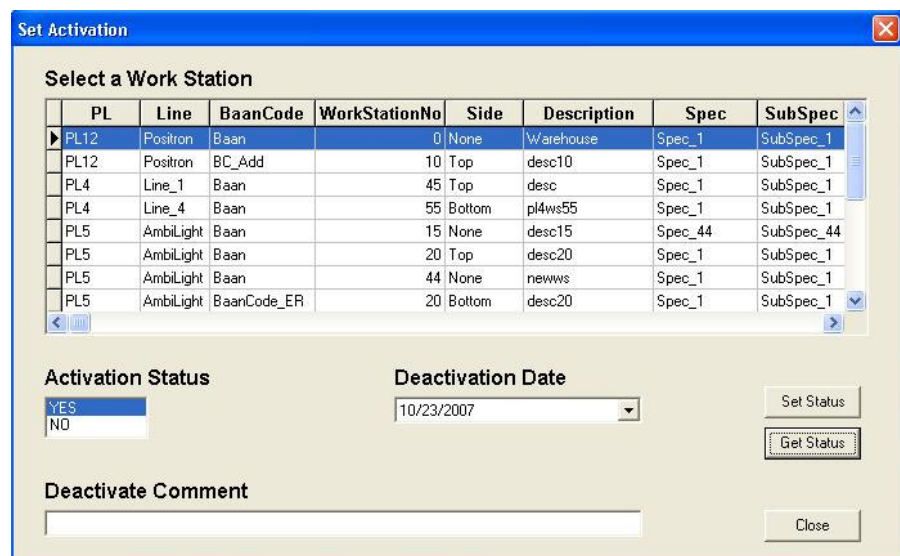 Set Activation
Select a Work Station
PL Line BaanCode WorkStationNo Side Description Spec SubSpec
PL12 Positron Baan 0 None Warehouse Spec_1 SubSpec_1
PL12 Positron BC_Add 10 Top desc10 Spec_1 SubSpec_1
PL4 Line_1 Baan 45 Top desc Spec_1 SubSpec_1
PL4 Line_4 Baan 55 Bottom pl4ws55 Spec_1 SubSpec_1
PL5 AmbiLight Baan 15 None desc15 Spec_44 SubSpec_44
PL5 AmbiLight Baan 20 Top desc20 Spec_1 SubSpec_1
PL5 AmbiLight Baan 44 None newws Spec_1 SubSpec_1
PL5 AmbiLight BaanCode_ER 20 Bottom desc20 Spec_1 SubSpec_1
Activation Status
YES
NO
Deactivation Date
10/23/2007
Set Status
Get Status
Deactivate Comment
Close